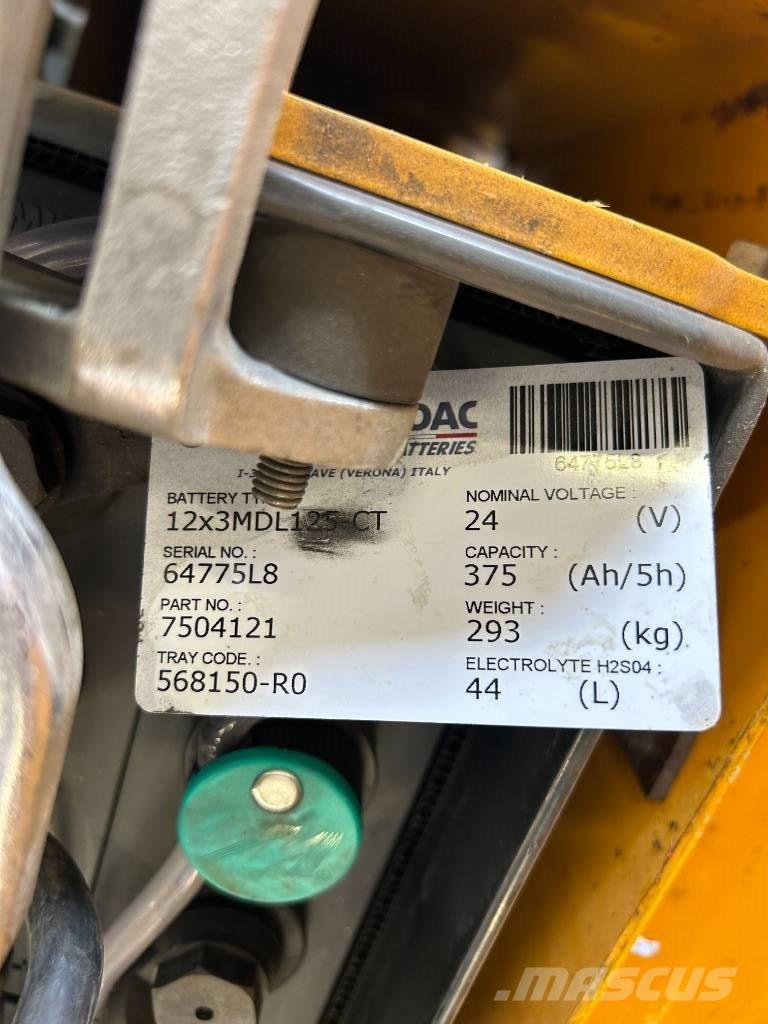 DAC
ATTERIES
64775L8
AVE (VERONA) ITALY
BATTERY
12x3MDL125-CT
SERIAL NO. :
64775L8
PART NO. :
7504121
TRAY CODE. :
568150-R0
NOMINAL VOLTAGE :
24 (V)
CAPACITY :
375 (Ah/5h)
WEIGHT :
293 (kg)
ELECTROLYTE H2S04 :
44 (L)
MASCUS